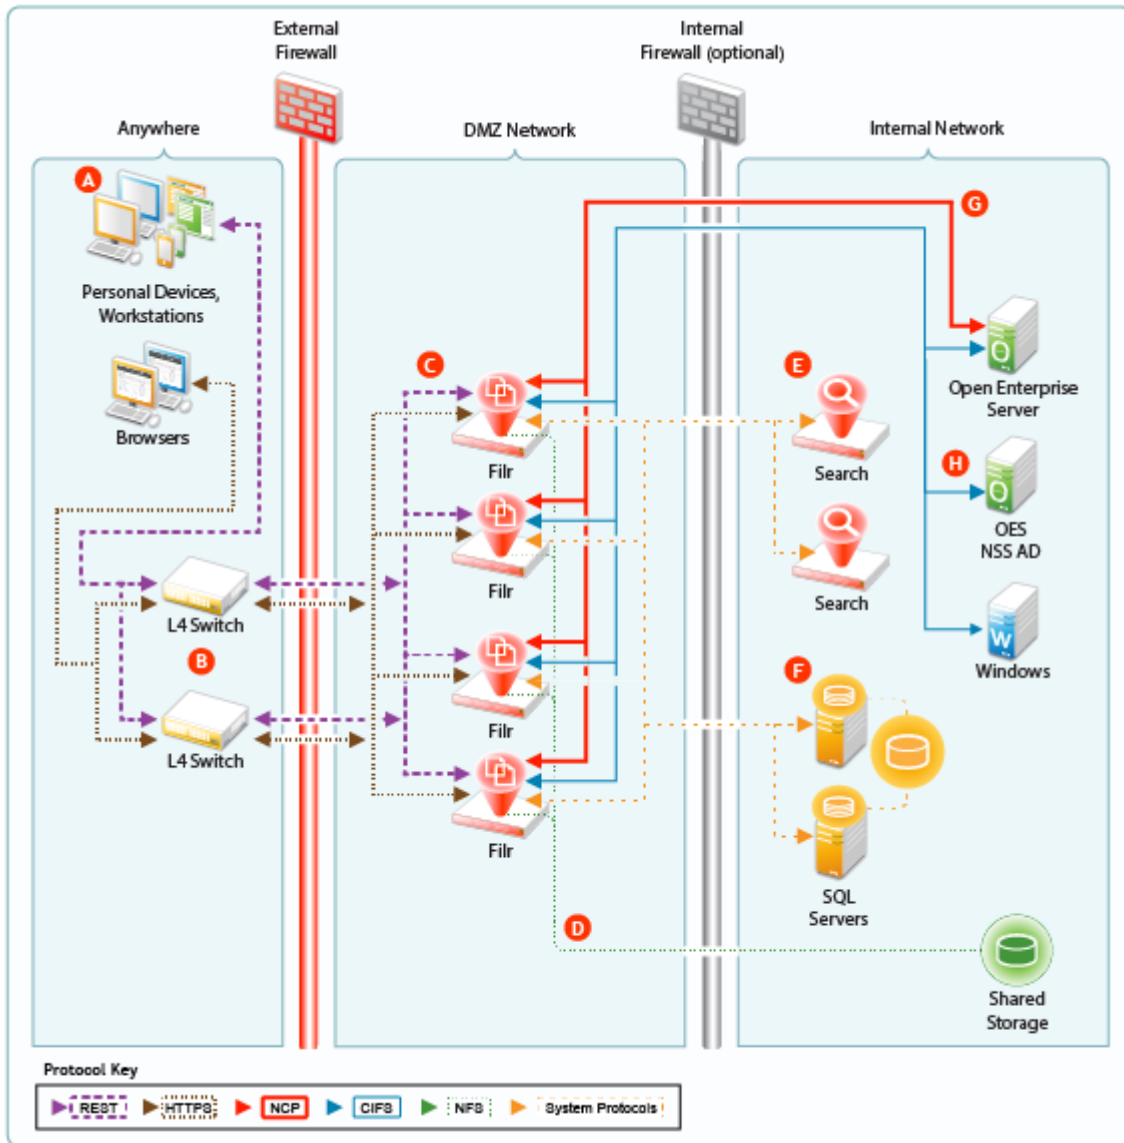 External
Firewall
Internal
Firewall (optional)
Anywhere
DMZ Network
Internal Network
A
G
Personal Devices,
Workstations
C
E
Open Enterprise
Server
Browsers
Filr
Search
H
O
O
OES
NSS AD
Filr
Search
L4 Switch
B
W
Windows
Filr
F
L4 Switch
Filr
SQL
Servers
D
Shared
Storage
Protocol Key
REST
HTTPS
NCP
CIFS
NFS
System Protocols